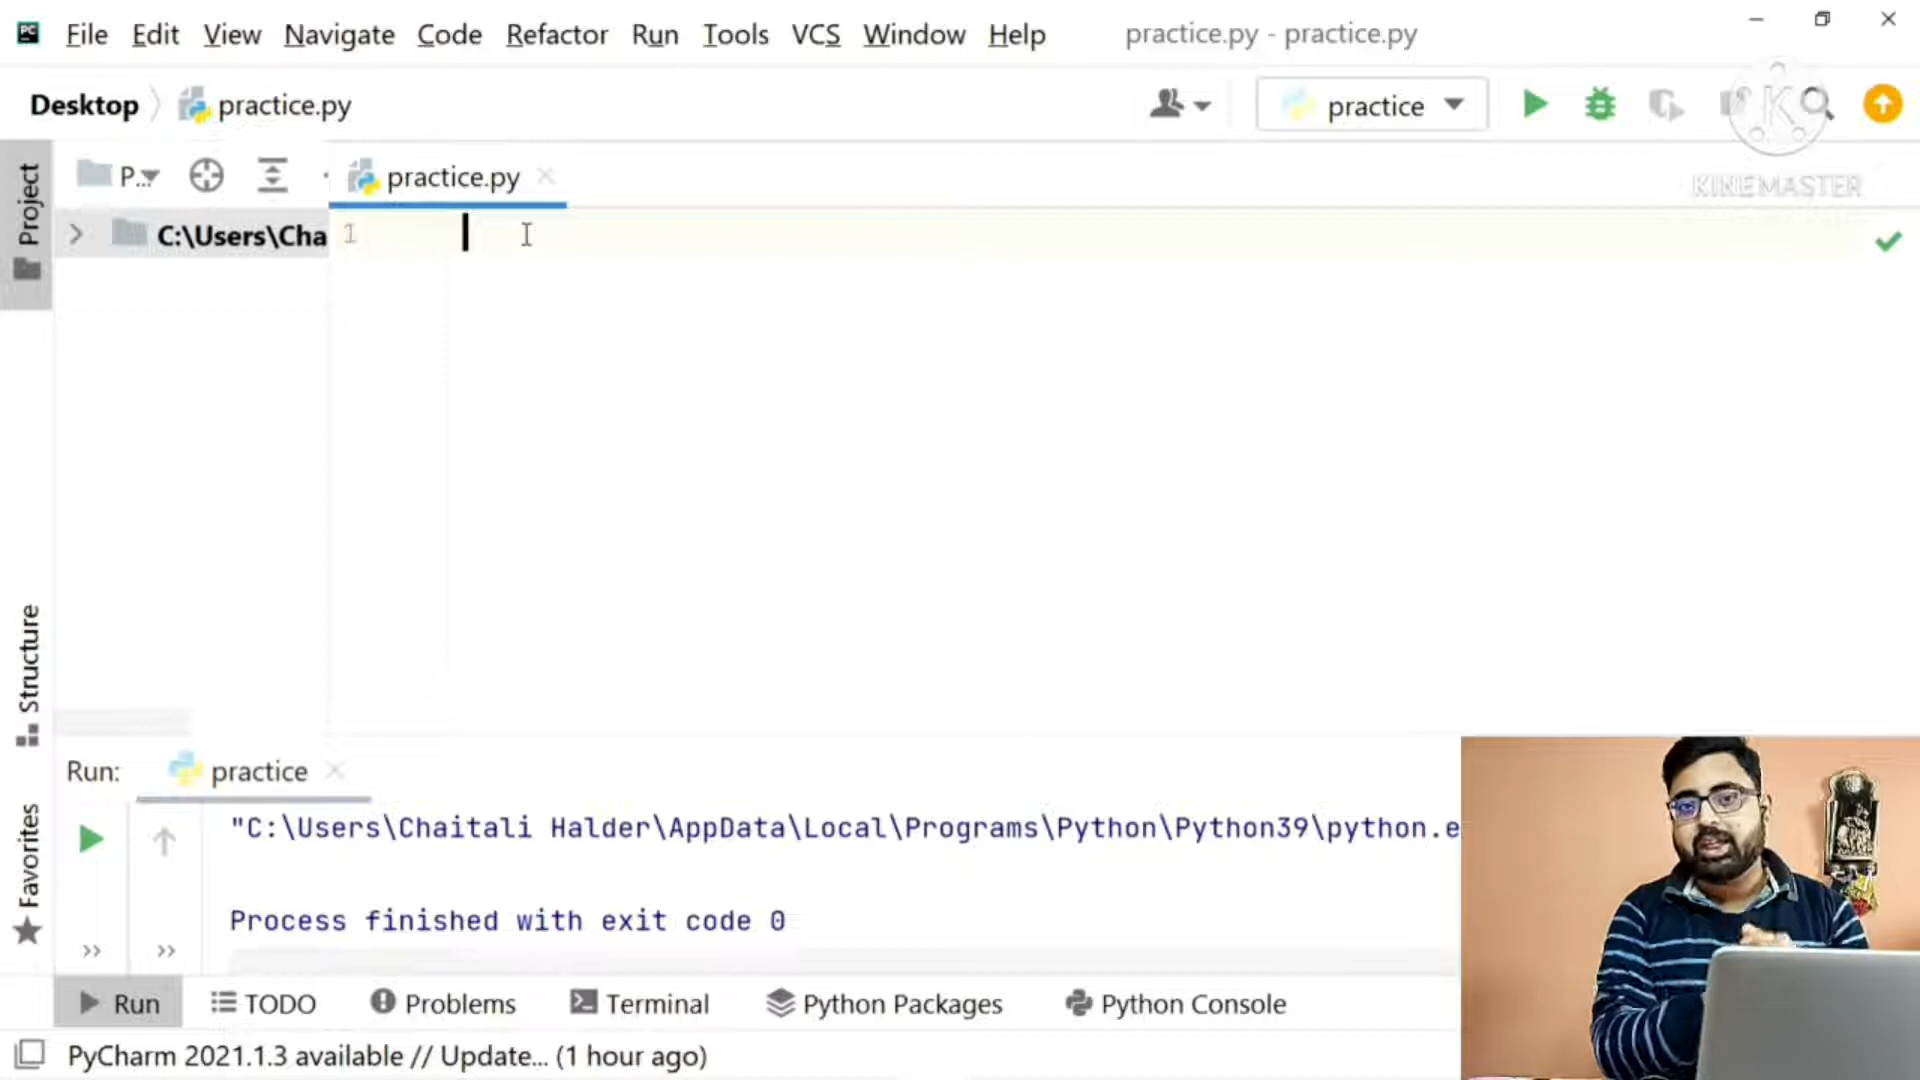 PC File Edit View Navigate Code Refactor Run Tools VCS Window Help practice.py - practice.py
Desktop practice.py practice
K
KINEMASTER
Project P... practice.py
C:\Users\Cha 1
Structure
Favorites
Run: practice
"C:\Users\Chaitali Halder\AppData\Local\Programs\Python\Python39\python.e
Process finished with exit code 0
Run TODO Problems Terminal Python Packages Python Console
PyCharm 2021.1.3 available // Update... (1 hour ago)